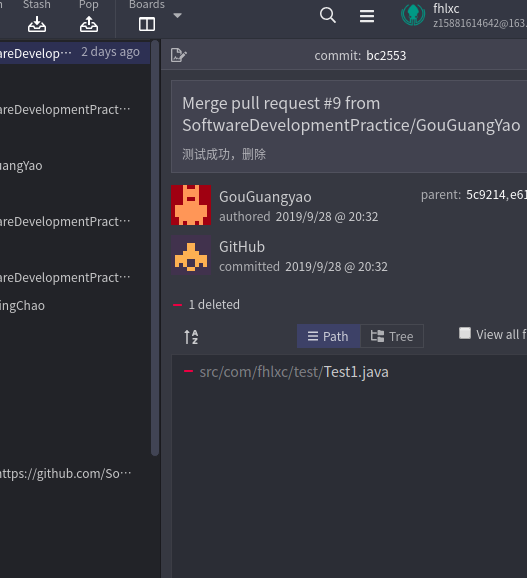 Stash
Pop
Boards
fhlxc
z15881614642@163.
areDevelop··· 2 days ago
commit: bc2553
Merge pull request #9 from
SoftwareDevelopmentPractice/GouGuangYao
测试成功，删除
areDevelopmentPract···
uangYao
GouGuangyao
authored 2019/9/28 @ 20:32
parent: 5c9214,e61
areDevelopmentPract···
GitHub
committed 2019/9/28 @ 20:32
areDevelopmentPract···
ingChao
1 deleted
A
Z
Path
Tree
View all f
src/com/fhlxc/test/Test1.java
https://github.com/So···